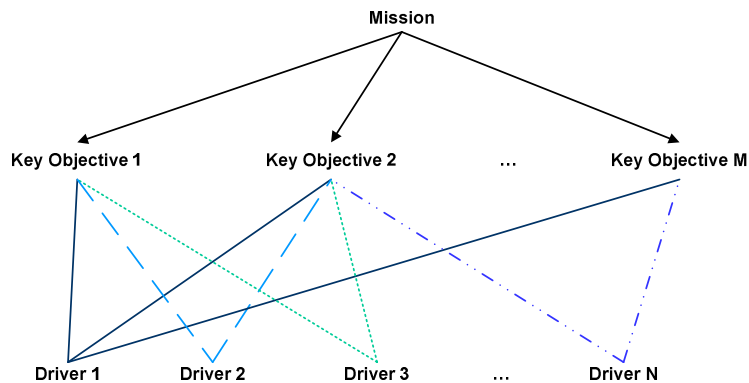 Mission
Key Objective 1 Key Objective 2 ... Key Objective M
Driver 1 Driver 2 Driver 3 ... Driver N